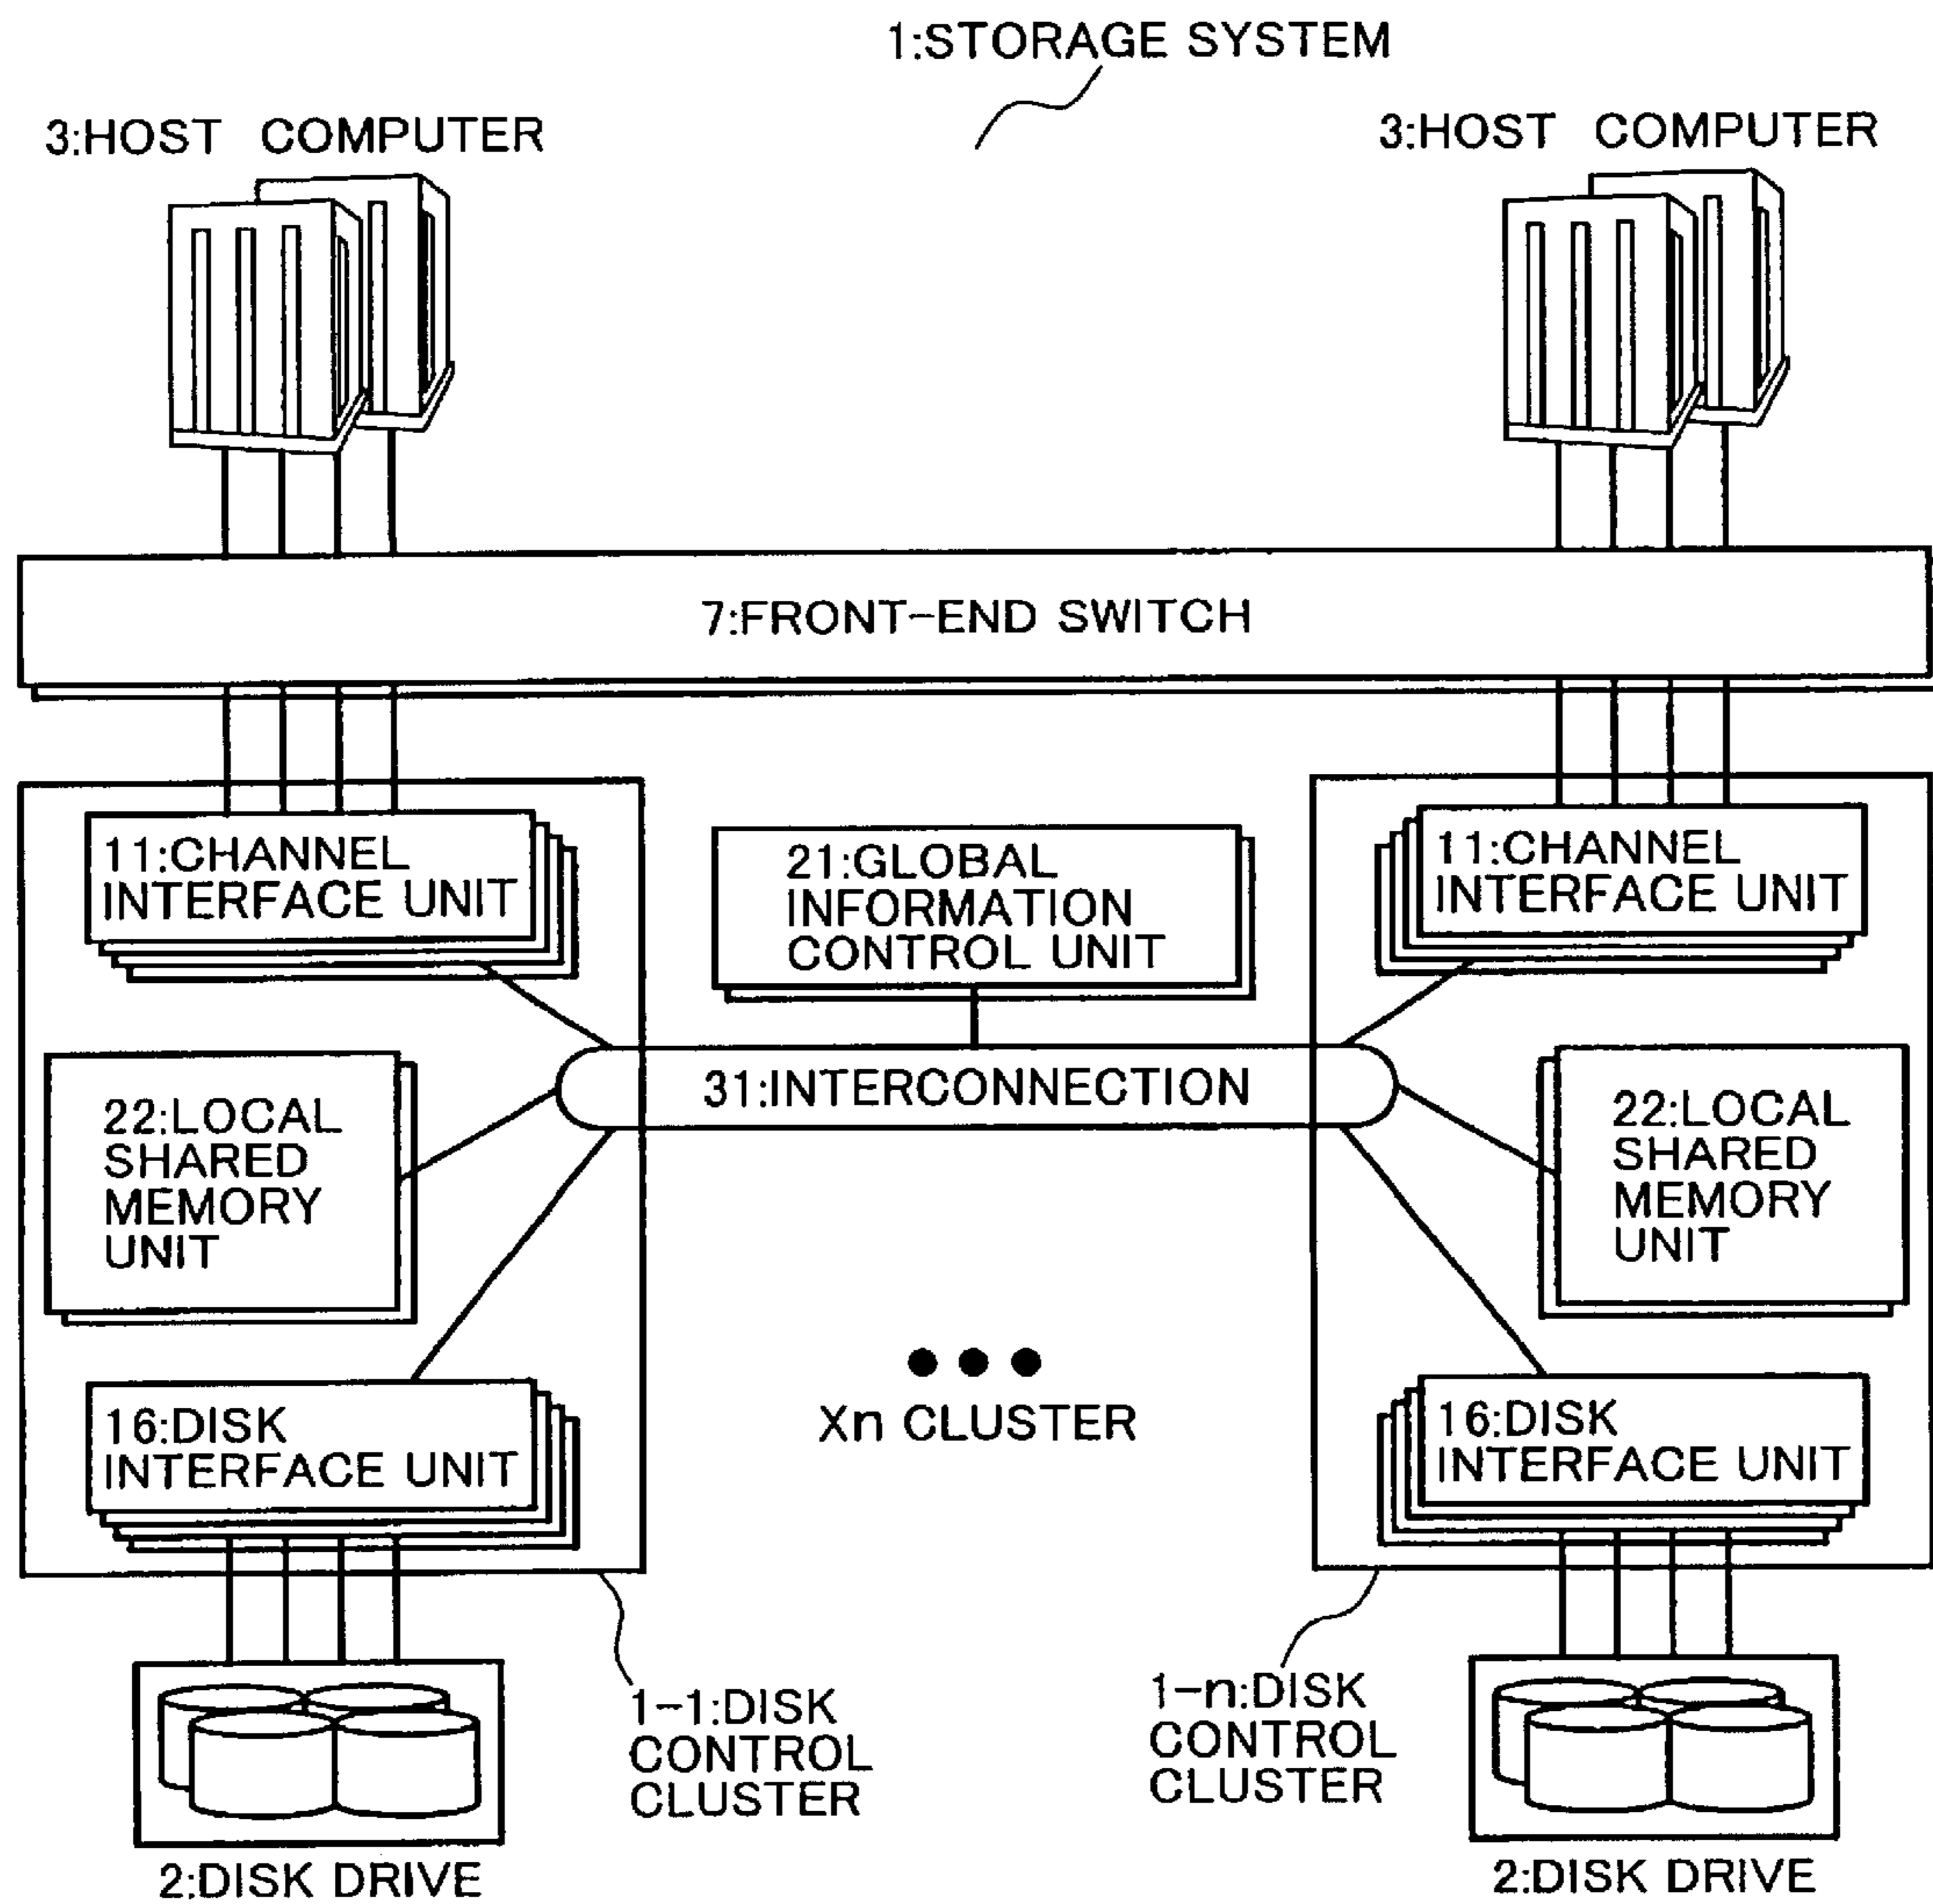 1:STORAGE SYSTEM
3:HOST COMPUTER
3:HOST COMPUTER
7:FRONT-END SWITCH
11:CHANNEL
INTERFACE UNIT
21:GLOBAL
INFORMATION
CONTROL UNIT
11:CHANNEL
INTERFACE UNIT
31:INTERCONNECTION
22:LOCAL
SHARED
MEMORY
UNIT
22:LOCAL
SHARED
MEMORY
UNIT
16:DISK
INTERFACE UNIT
Xn CLUSTER
16:DISK
INTERFACE UNIT
1-1:DISK
CONTROL
CLUSTER
1-n:DISK
CONTROL
CLUSTER
2:DISK DRIVE
2:DISK DRIVE